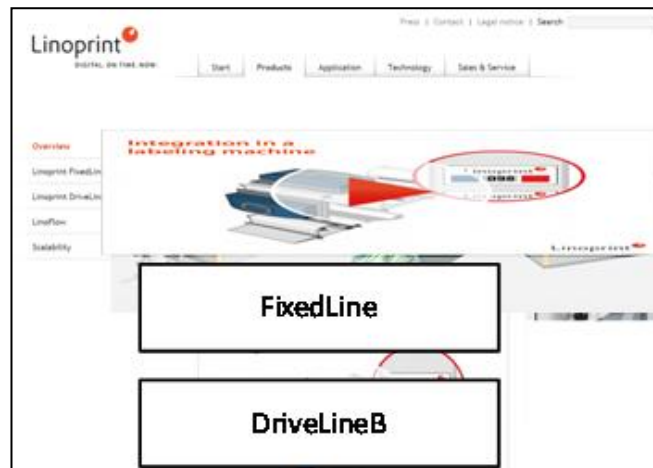 Press | Contact | Legal notice | Search
Linoprint
DIGITAL. ON TIME. NOW.
Start Products Application Technology Sales & Service
Overview
Integration in a
labeling machine
Linoprint FixedLin
Linoprint DriveLin
Linoflow
Scalability
Linoprint
Linoprint
FixedLine
DriveLineB